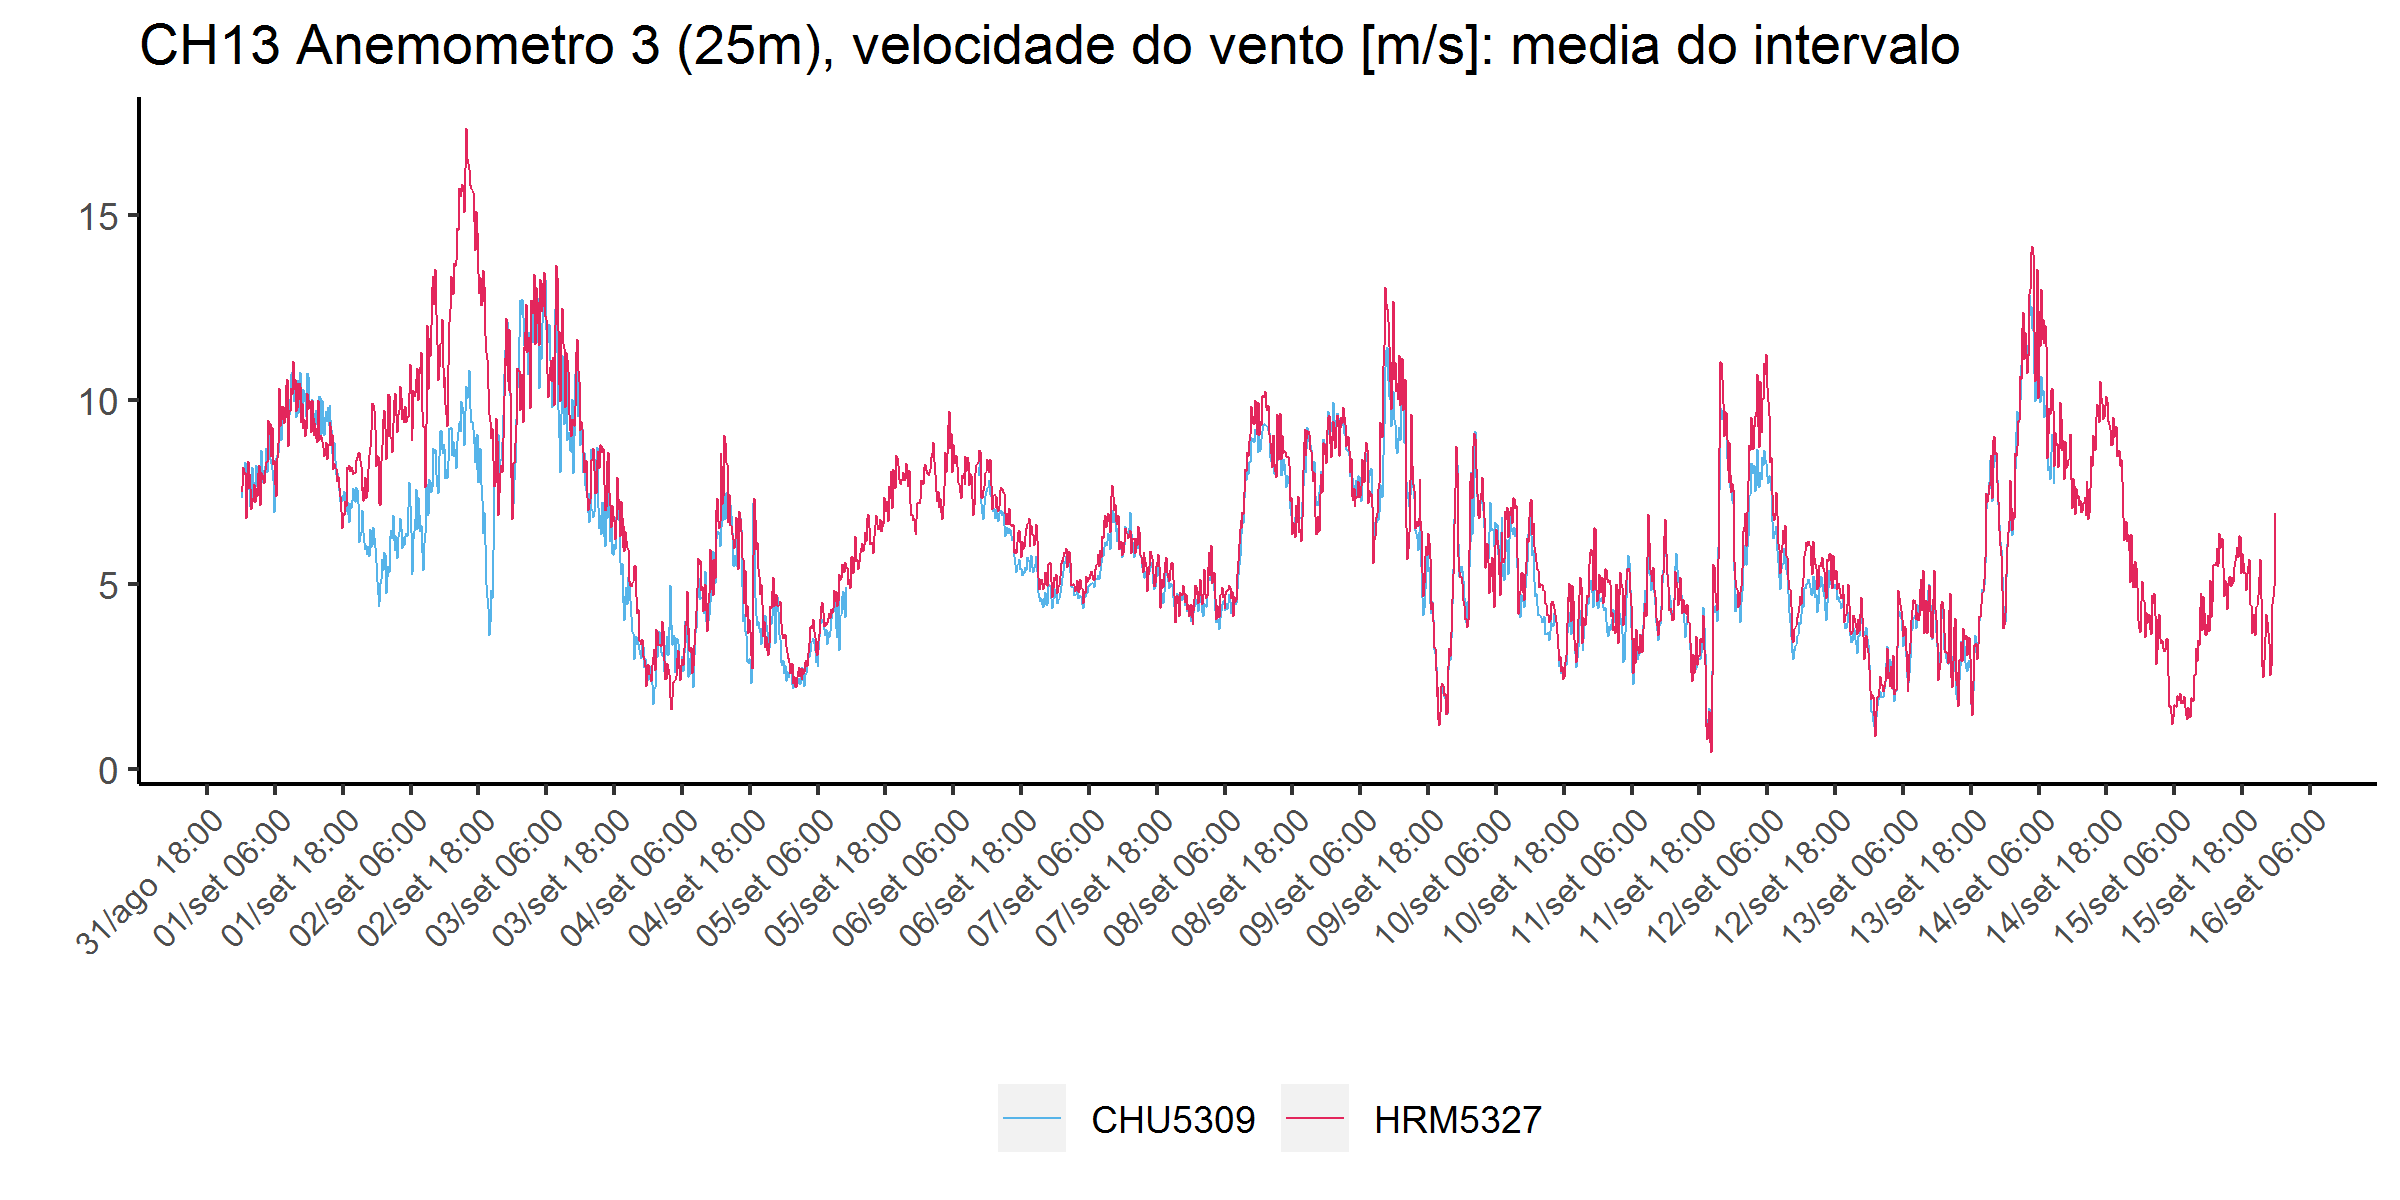 CH13 Anemometro 3 (25m), velocidade do vento [m/s]: media do intervalo
15
10
5
0
31/ago 18:00
01/set 06:00
01/set 18:00
02/set 06:00
02/set 18:00
03/set 06:00
03/set 18:00
04/set 06:00
04/set 18:00
05/set 06:00
05/set 18:00
06/set 06:00
06/set 18:00
07/set 06:00
07/set 18:00
08/set 06:00
08/set 18:00
09/set 06:00
09/set 18:00
10/set 06:00
10/set 18:00
11/set 06:00
11/set 18:00
12/set 06:00
12/set 18:00
13/set 06:00
13/set 18:00
14/set 06:00
14/set 18:00
15/set 06:00
15/set 18:00
16/set 06:00
CHU5309 HRM5327